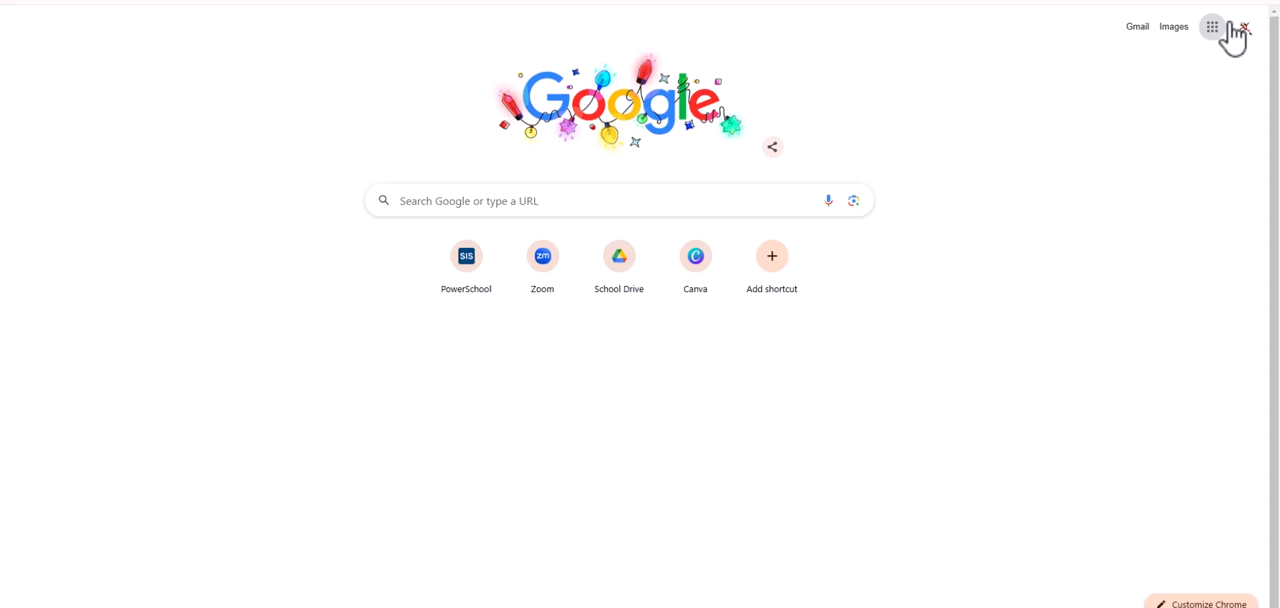 Gmail Images
Google
Search Google or type a URL
SIS zm
PowerSchool Zoom School Drive Canva Add shortcut
Customize Chrome